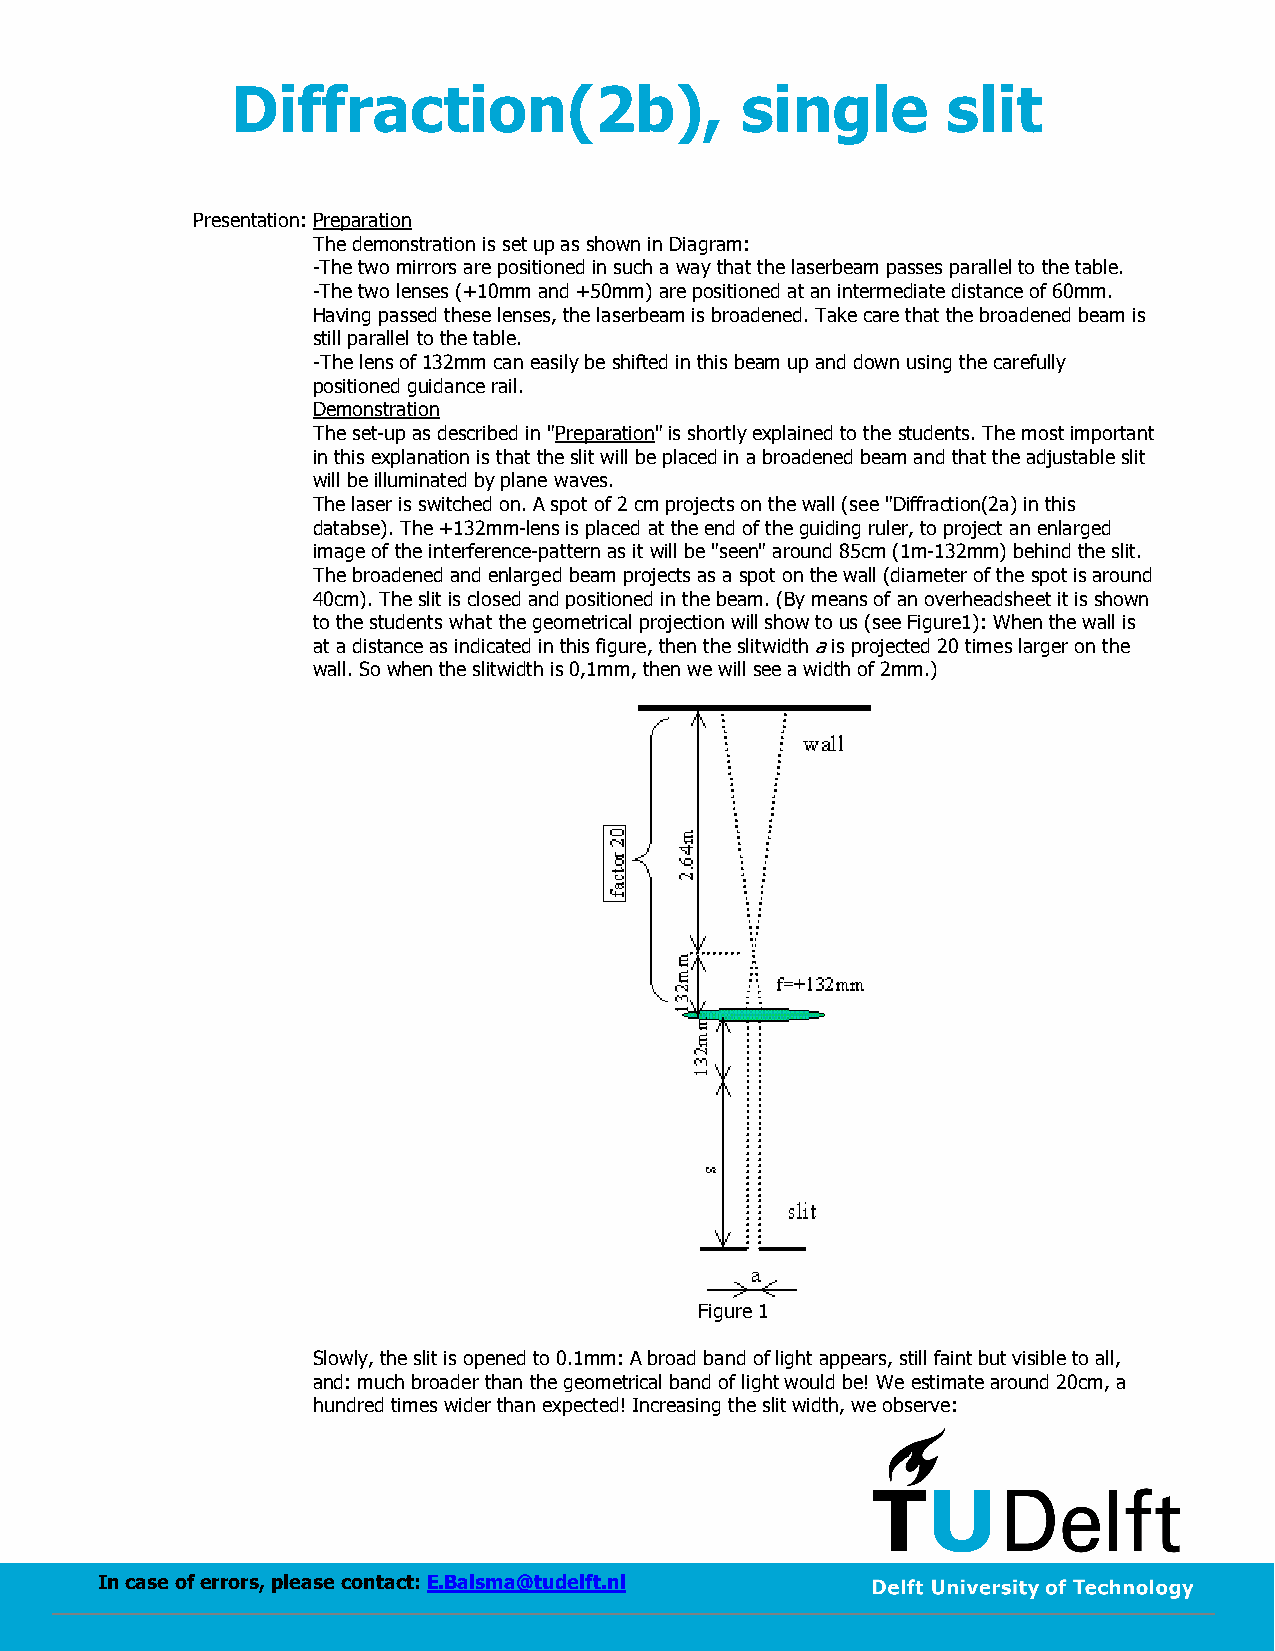 Diffraction(2b), single slit
Presentation: Preparation
The demonstration is set up as shown in Diagram:
-The two mirrors are positioned in such a way that the laserbeam passes parallel to the table.
-The two lenses (+10mm and +50mm) are positioned at an intermediate distance of 60mm.
Having passed these lenses, the laserbeam is broadened. Take care that the broadened beam is
still parallel to the table.
-The lens of 132mm can easily be shifted in this beam up and down using the carefully
positioned guidance rail.
Demonstration
The set-up as described in "Preparation" is shortly explained to the students. The most important
in this explanation is that the slit will be placed in a broadened beam and that the adjustable slit
will be illuminated by plane waves.
The laser is switched on. A spot of 2 cm projects on the wall (see "Diffraction(2a) in this
databse). The +132mm-lens is placed at the end of the guiding ruler, to project an enlarged
image of the interference-pattern as it will be "seen" around 85cm (1m-132mm) behind the slit.
The broadened and enlarged beam projects as a spot on the wall (diameter of the spot is around
40cm). The slit is closed and positioned in the beam. (By means of an overheadsheet it is shown
to the students what the geometrical projection will show to us (see Figure1): When the wall is
at a distance as indicated in this figure, then the slitwidth a is projected 20 times larger on the
wall. So when the slitwidth is 0,1mm, then we will see a width of 2mm.)
wall
factor 20
2.64m
132mm
f=+132mm
132mm
s
slit
a
Figure 1
Slowly, the slit is opened to 0.1mm: A broad band of light appears, still faint but visible to all,
and: much broader than the geometrical band of light would be! We estimate around 20cm, a
hundred times wider than expected! Increasing the slit width, we observe:
TUDelft
In case of errors, please contact: E.Balsma@tudelft.nl
Delft University of Technology